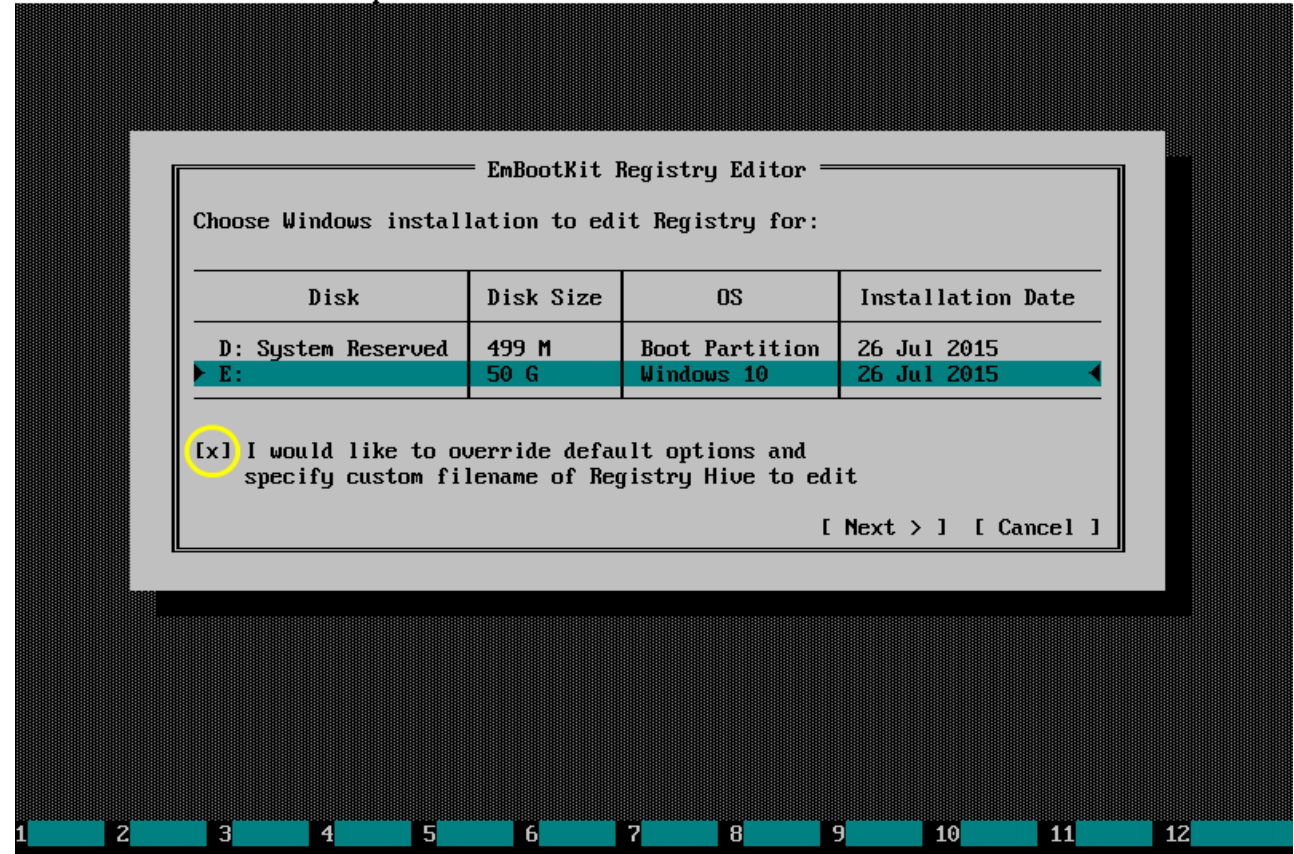 EmBootKit Registry Editor
Choose Windows installation to edit Registry for:
Disk Disk Size OS Installation Date
D: System Reserved 499 M Boot Partition 26 Jul 2015
E: 50 G Windows 10 26 Jul 2015
[x] I would like to override default options and
specify custom filename of Registry Hive to edit
[ Next > ] [ Cancel ]
1 2 3 4 5 6 7 8 9 10 11 12